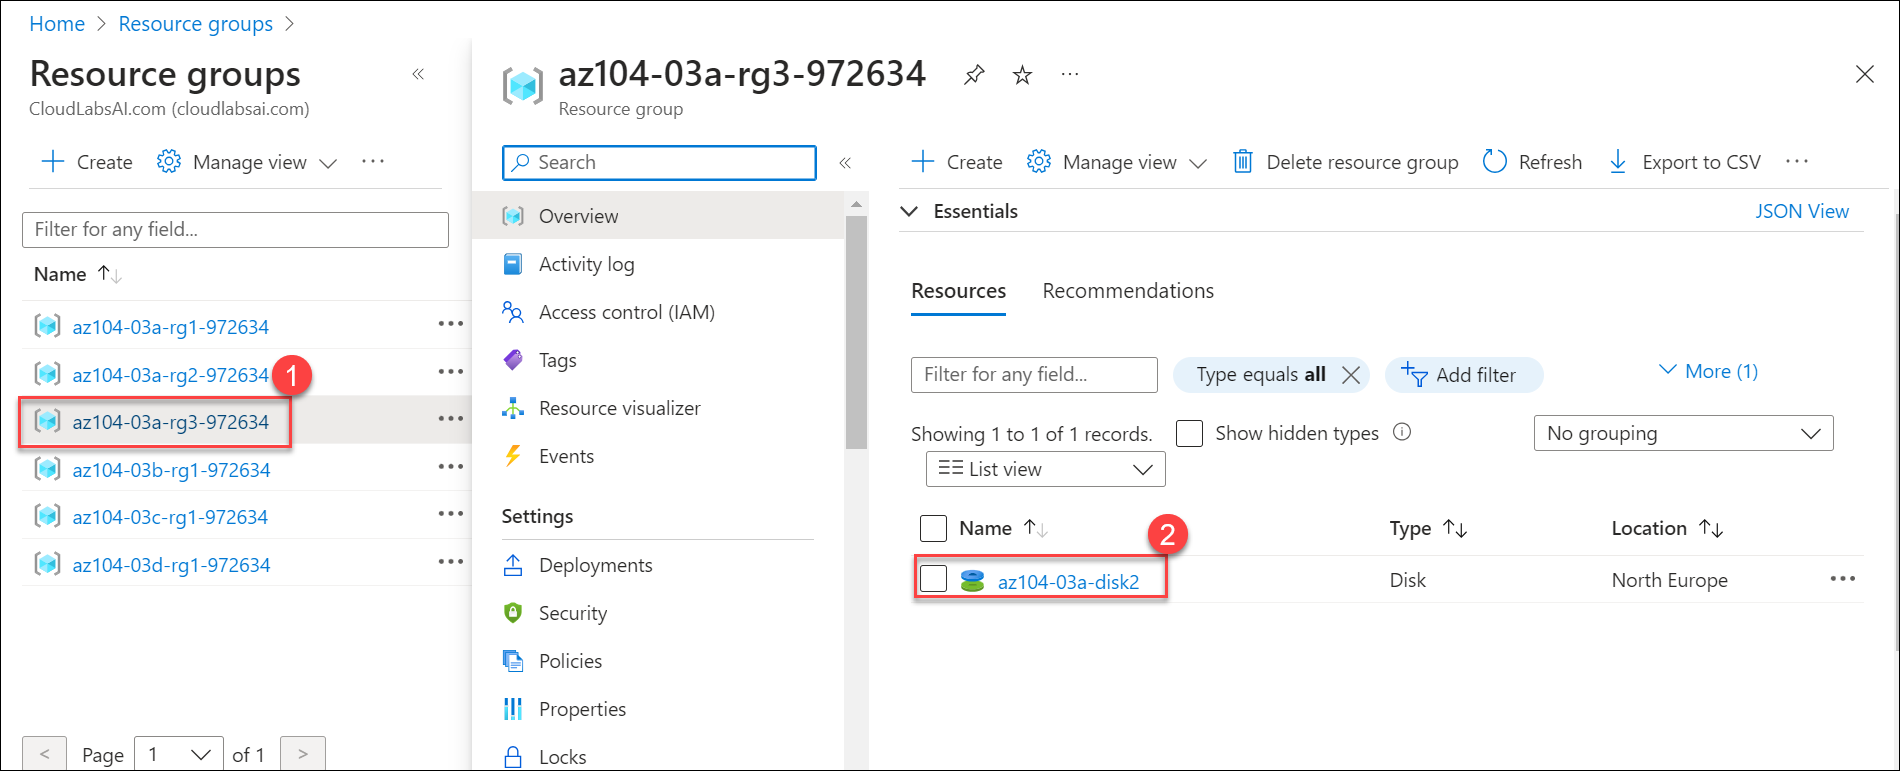 Home > Resource groups >
Resource groups
CloudLabsAI.com (cloudlabsai.com)
Create
Manage view
Filter for any field...
Name
az104-03a-rg1-972634
az104-03a-rg2-972634
1
az104-03a-rg3-972634
az104-03b-rg1-972634
az104-03c-rg1-972634
az104-03d-rg1-972634
< Page 1 of 1 >
az104-03a-rg3-972634
Resource group
Search
Overview
Activity log
Access control (IAM)
Tags
Resource visualizer
Events
Settings
Deployments
Security
Policies
Properties
Locks
Create
Manage view
Delete resource group
Refresh
Export to CSV
Essentials
JSON View
Resources
Recommendations
Filter for any field...
Type equals all
Add filter
More (1)
Showing 1 to 1 of 1 records.
Show hidden types
No grouping
List view
Name
2
Type
Location
az104-03a-disk2
Disk
North Europe